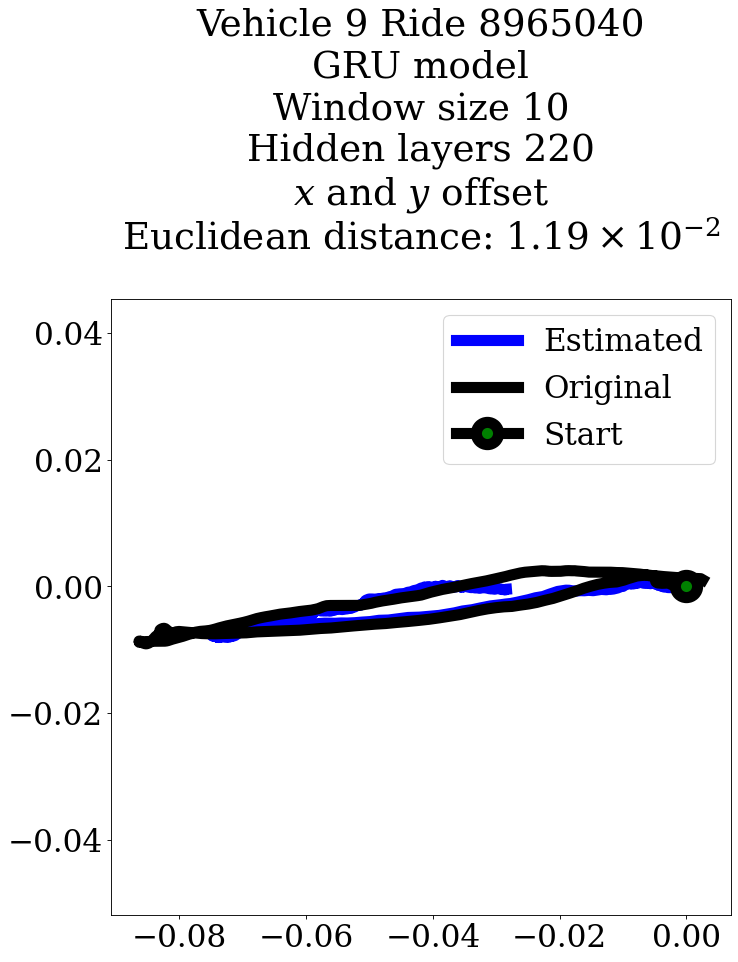 Vehicle 9 Ride 8965040
GRU model
Window size 10
Hidden layers 220
x and y offset
Euclidean distance: 1.19 × 10⁻²
Estimated
Original
Start
0.04
0.02
0.00
−0.02
−0.04
−0.08 −0.06 −0.04 −0.02 0.00